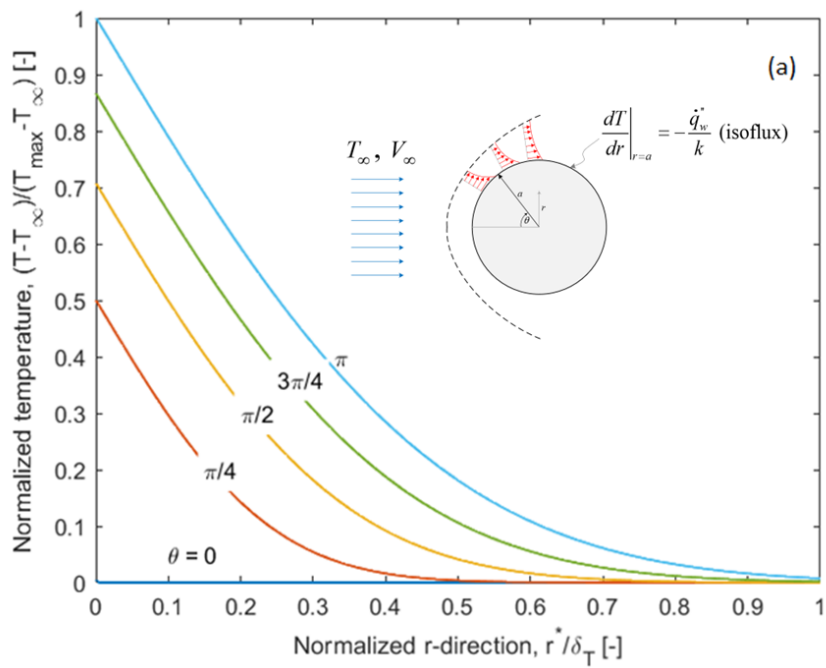 (a)
Normalized temperature, (T-T∞)/(Tmax-T∞) [-]
1
0.9
0.8
0.7
0.6
0.5
0.4
0.3
0.2
0.1
0
T∞ , V∞
dT/dr|r=a = -q̇"w/k (isoflux)
a
r
θ
π
3π/4
π/2
π/4
θ = 0
0 0.1 0.2 0.3 0.4 0.5 0.6 0.7 0.8 0.9 1
Normalized r-direction, r*/δT [-]